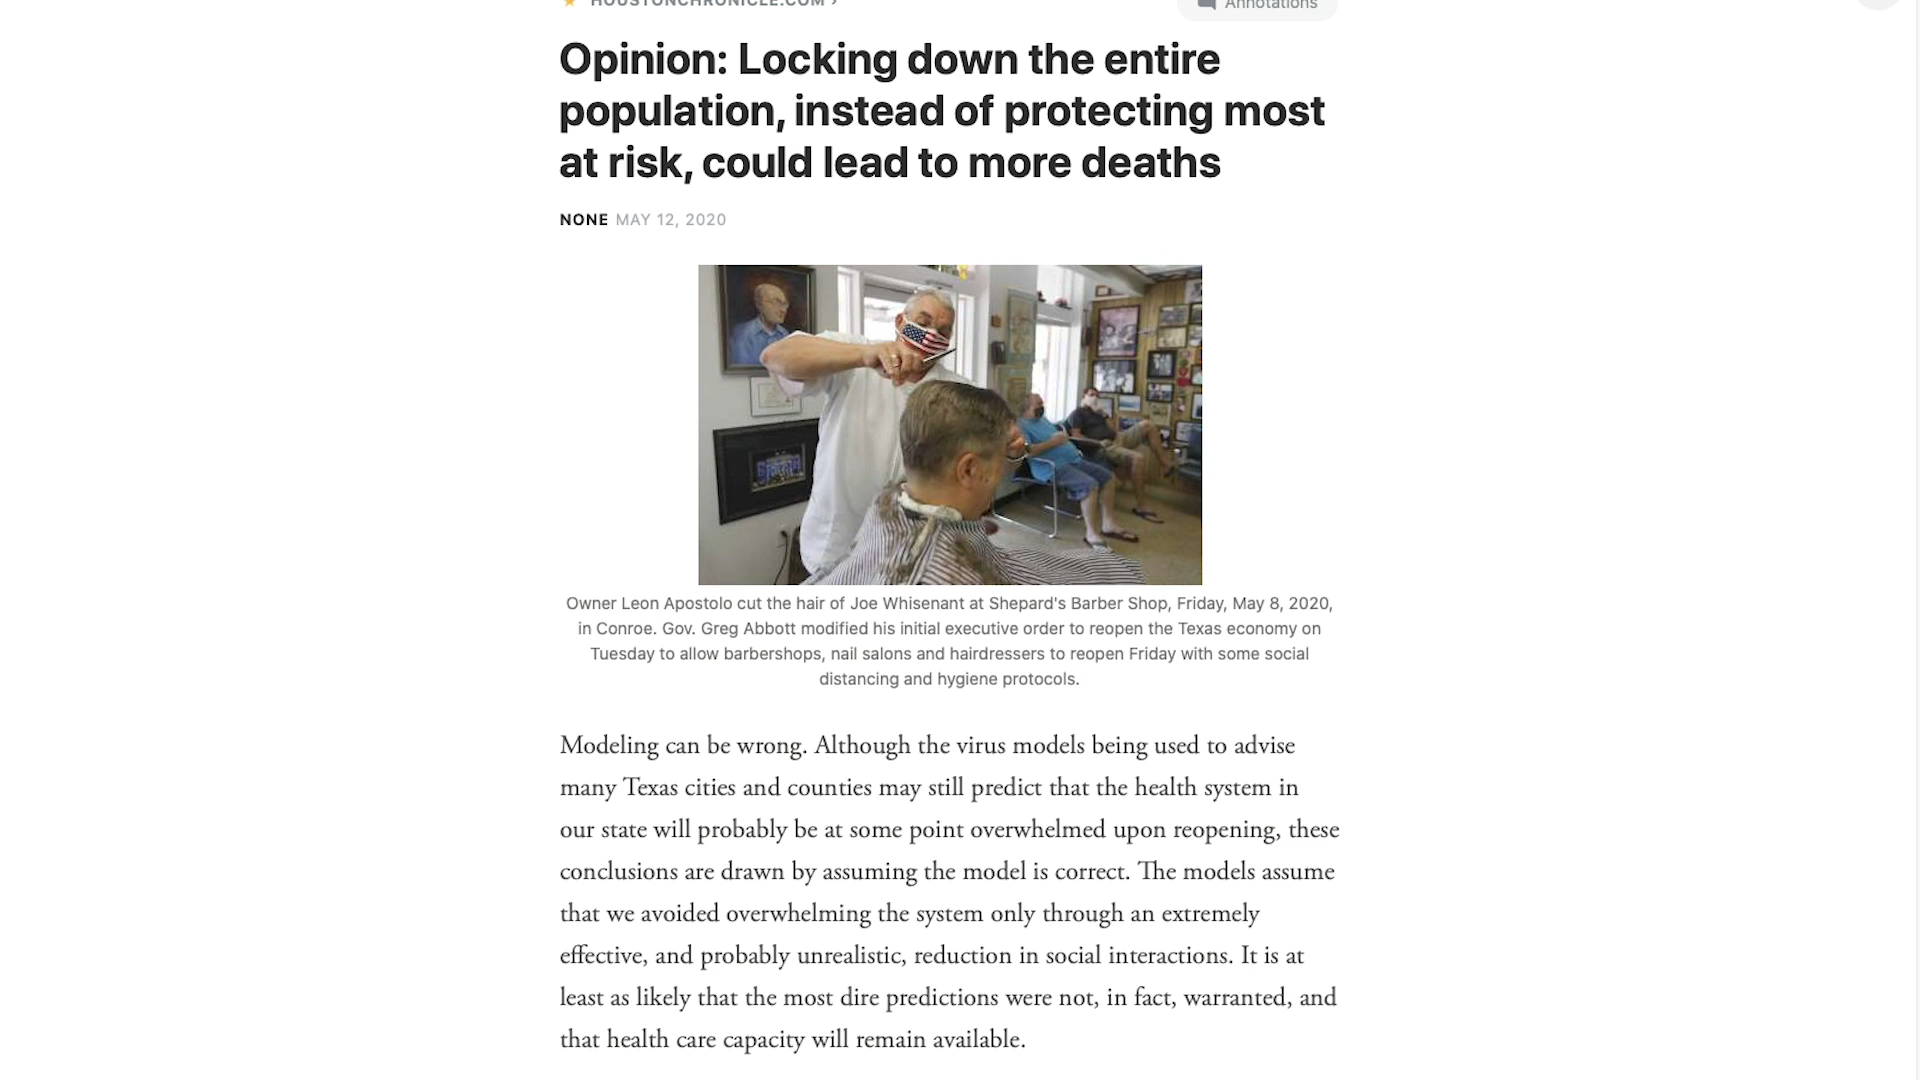 HOUSTONCHRONICLE.COM ›
Annotations
Opinion: Locking down the entire
population, instead of protecting most
at risk, could lead to more deaths
NONE MAY 12, 2020
Owner Leon Apostolo cut the hair of Joe Whisenant at Shepard's Barber Shop, Friday, May 8, 2020,
in Conroe. Gov. Greg Abbott modified his initial executive order to reopen the Texas economy on
Tuesday to allow barbershops, nail salons and hairdressers to reopen Friday with some social
distancing and hygiene protocols.
Modeling can be wrong. Although the virus models being used to advise
many Texas cities and counties may still predict that the health system in
our state will probably be at some point overwhelmed upon reopening, these
conclusions are drawn by assuming the model is correct. The models assume
that we avoided overwhelming the system only through an extremely
effective, and probably unrealistic, reduction in social interactions. It is at
least as likely that the most dire predictions were not, in fact, warranted, and
that health care capacity will remain available.